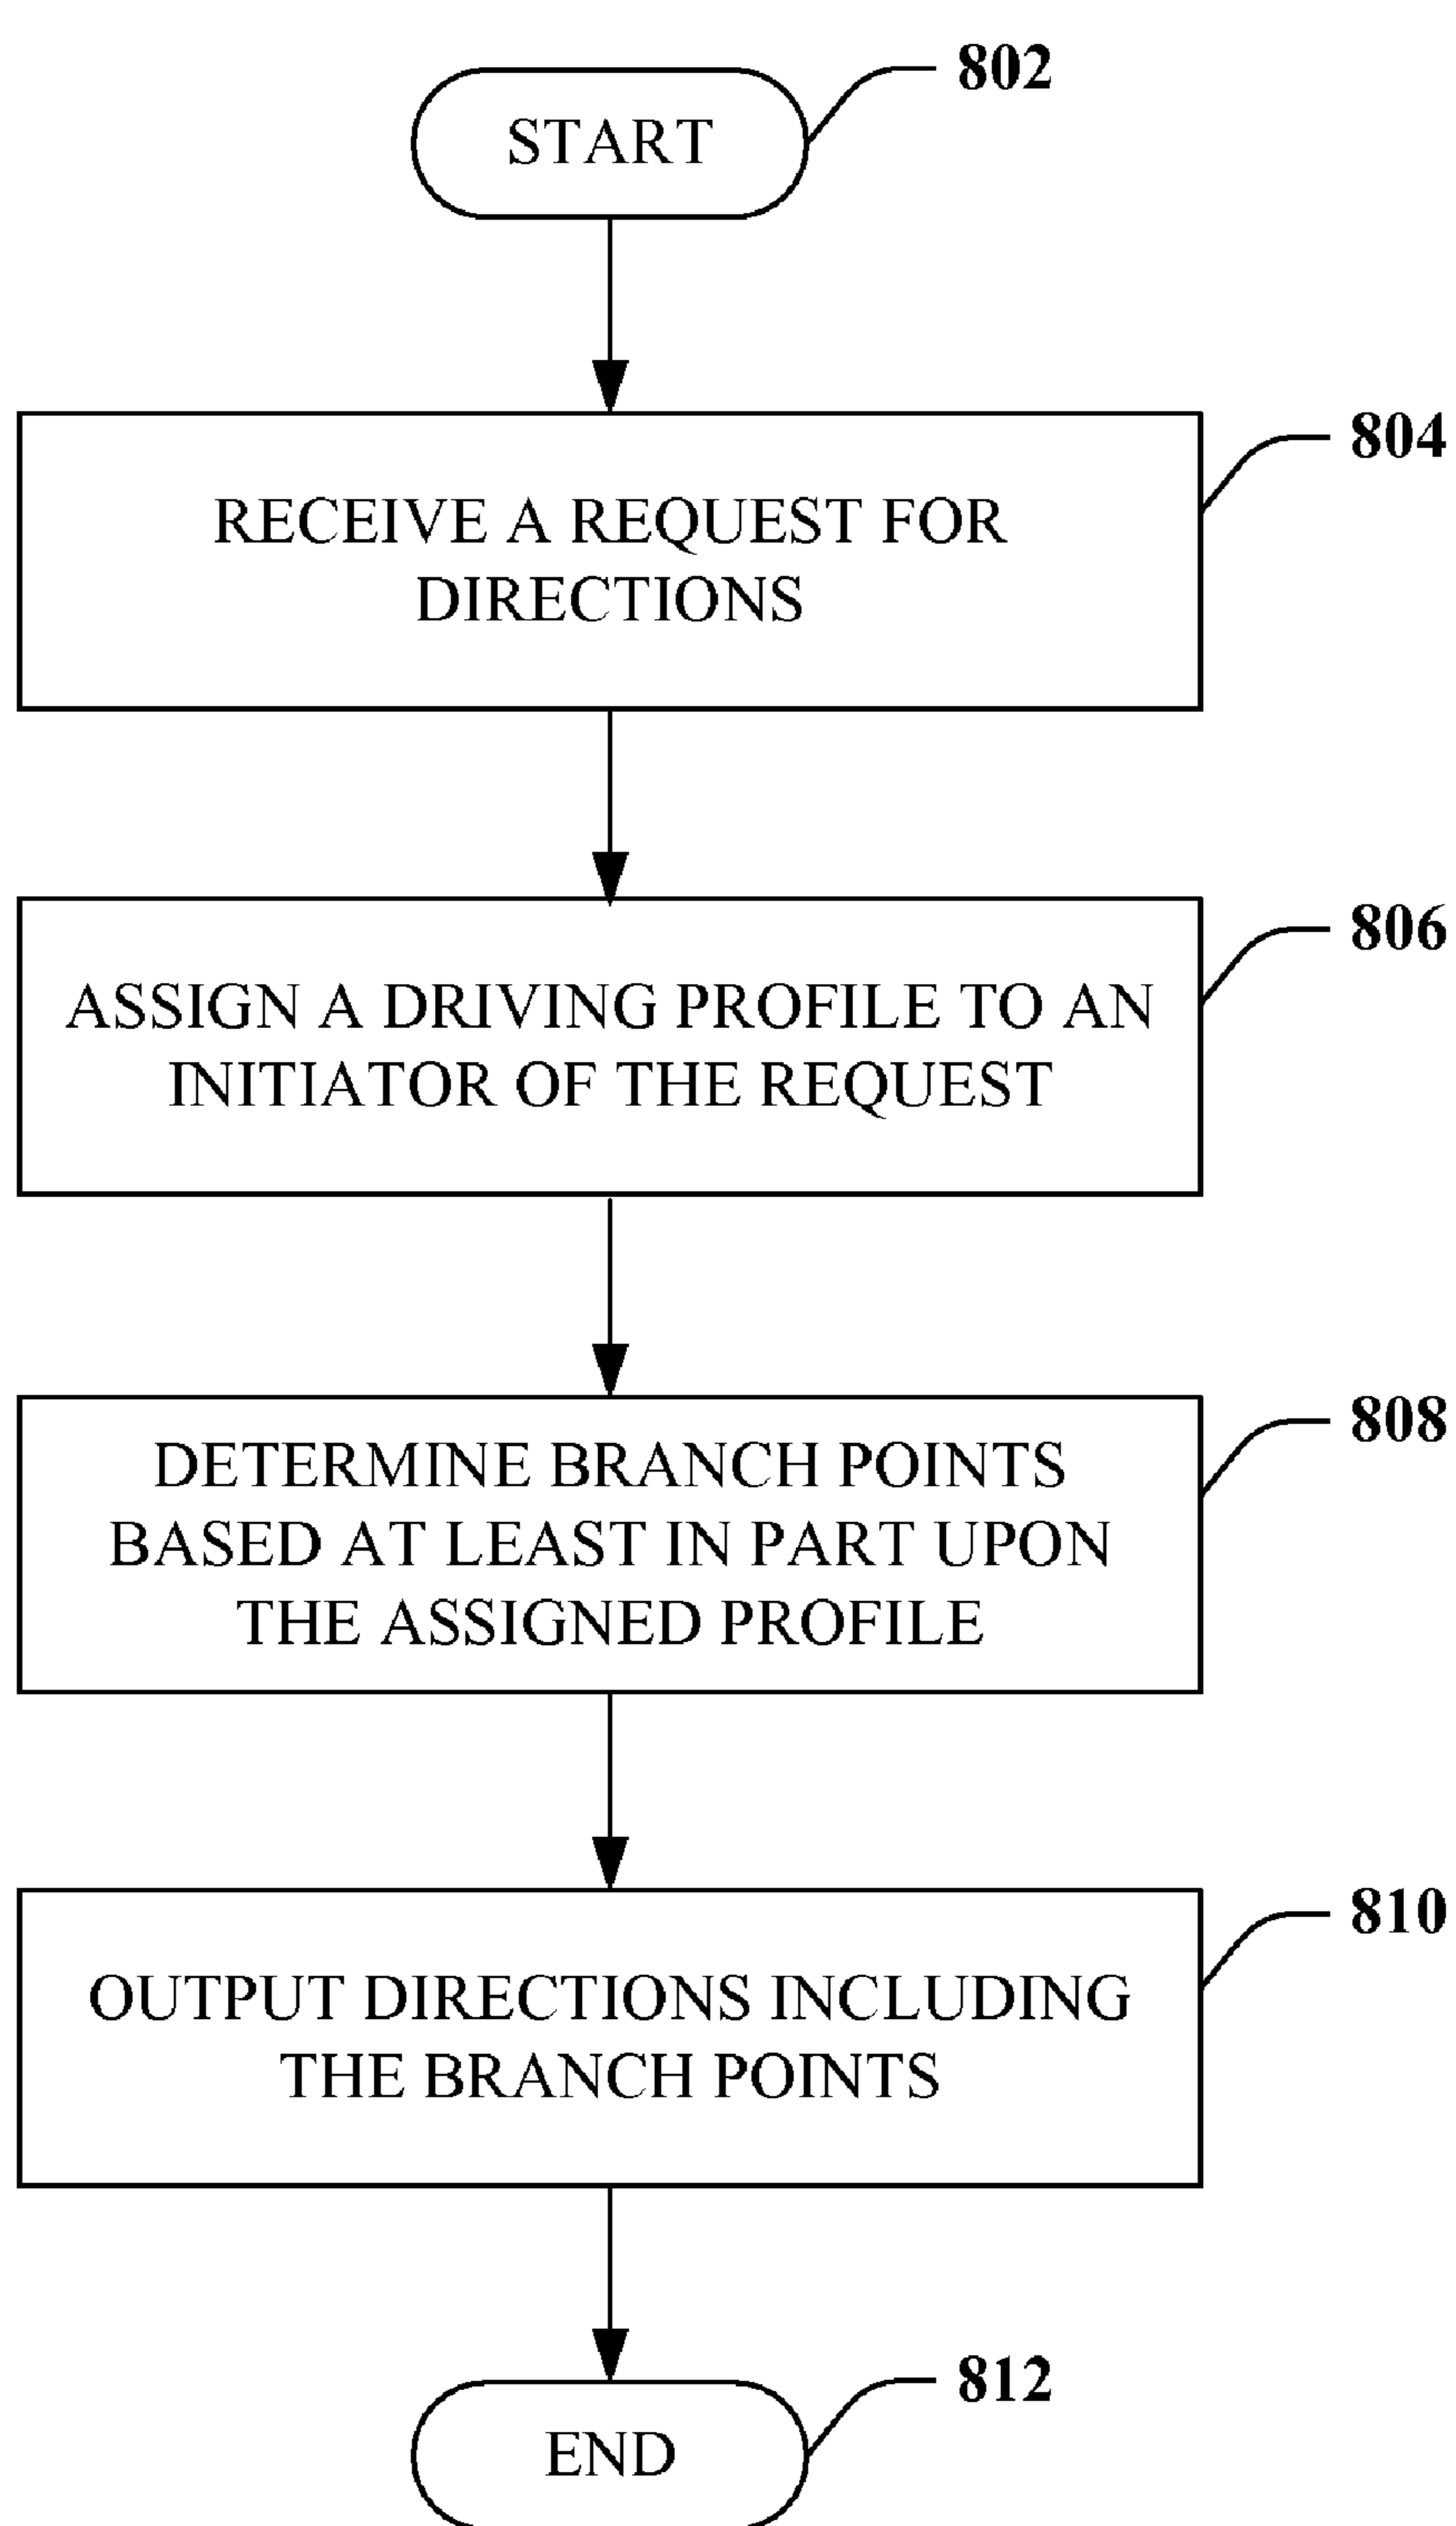 802
START
804
RECEIVE A REQUEST FOR
DIRECTIONS
806
ASSIGN A DRIVING PROFILE TO AN
INITIATOR OF THE REQUEST
808
DETERMINE BRANCH POINTS
BASED AT LEAST IN PART UPON
THE ASSIGNED PROFILE
810
OUTPUT DIRECTIONS INCLUDING
THE BRANCH POINTS
812
END